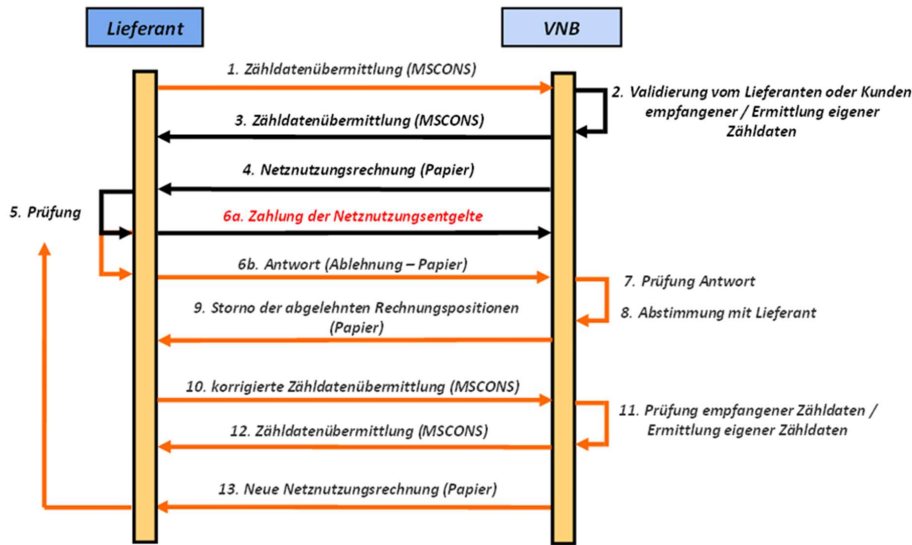 Lieferant
VNB
1. Zähldatenübermittlung (MSCONS)
2. Validierung vom Lieferanten oder Kunden
empfangener / Ermittlung eigener
Zähldaten
3. Zähldatenübermittlung (MSCONS)
4. Netznutzungsrechnung (Papier)
5. Prüfung
6a. Zahlung der Netznutzungsentgelte
6b. Antwort (Ablehnung – Papier)
7. Prüfung Antwort
8. Abstimmung mit Lieferant
9. Storno der abgelehnten Rechnungspositionen
(Papier)
10. korrigierte Zähldatenübermittlung (MSCONS)
11. Prüfung empfangener Zähldaten /
Ermittlung eigener Zähldaten
12. Zähldatenübermittlung (MSCONS)
13. Neue Netznutzungsrechnung (Papier)